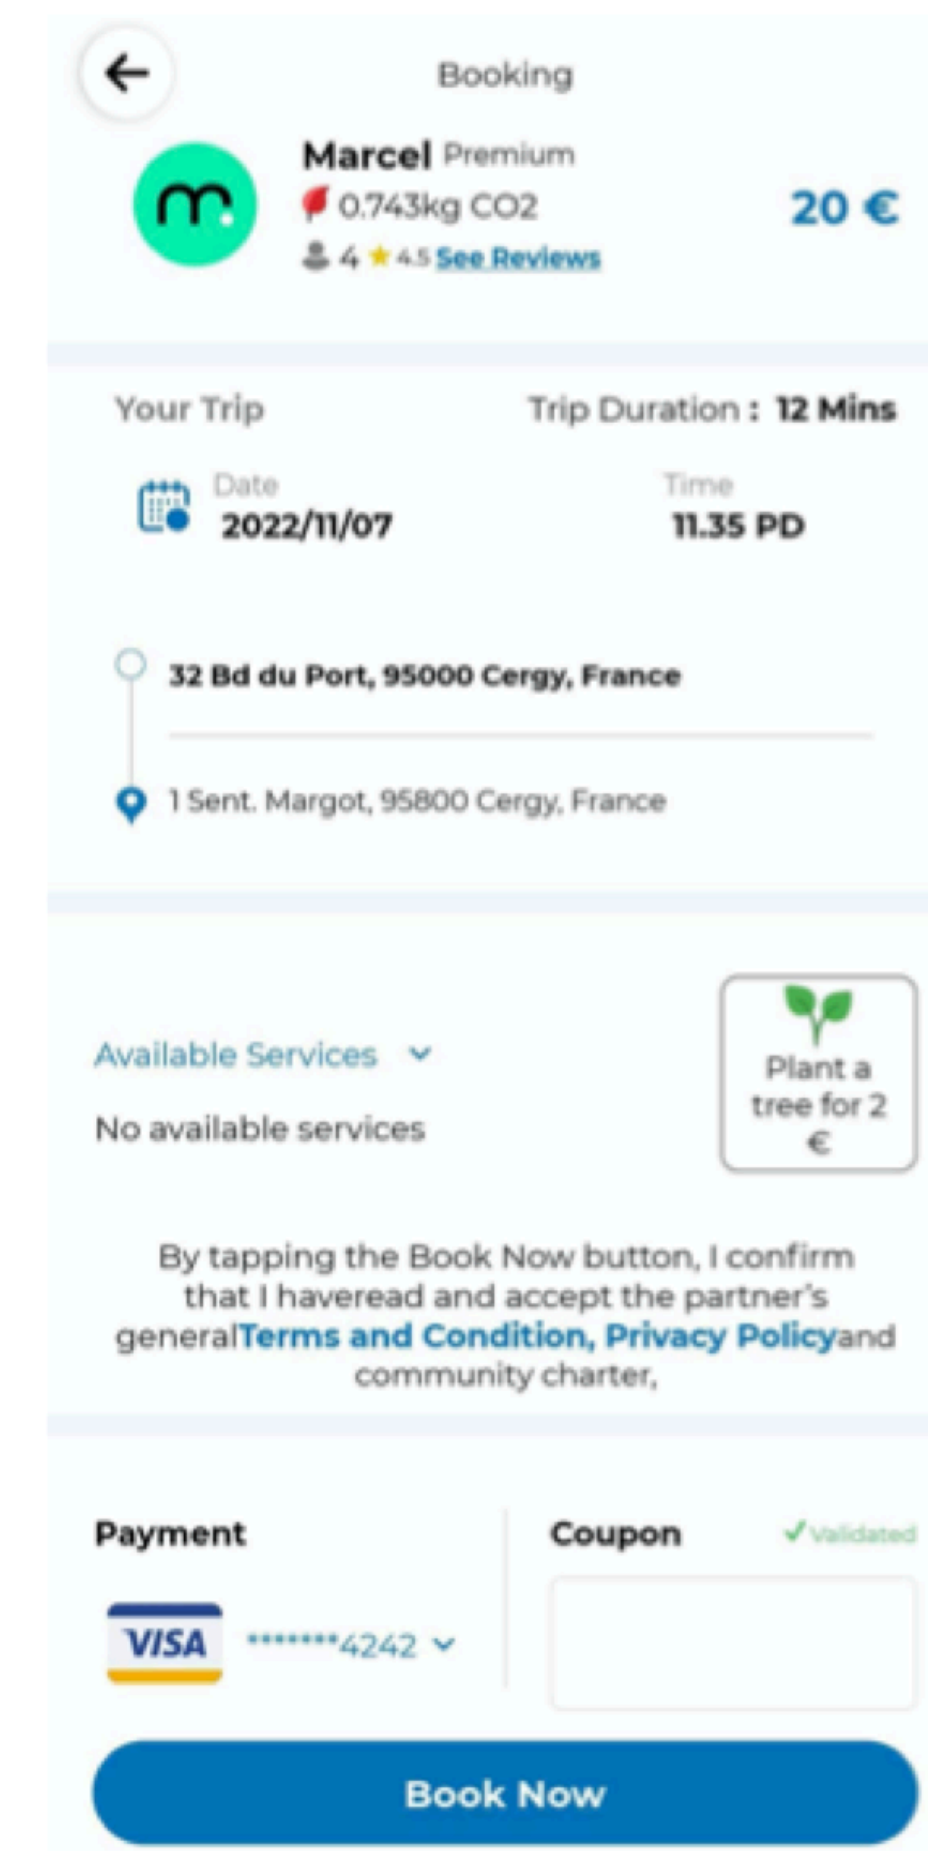 Booking
m.
Marcel Premium
0.743kg CO2
20 €
4 4.5 See Reviews
Your Trip
Trip Duration : 12 Mins
Date
2022/11/07
Time
11.35 PD
32 Bd du Port, 95000 Cergy, France
1 Sent. Margot, 95800 Cergy, France
Available Services
No available services
Plant a
tree for 2
€
By tapping the Book Now button, I confirm
that I haveread and accept the partner's
generalTerms and Condition, Privacy Policyand
community charter,
Payment
VISA *******4242
Coupon
Validated
Book Now